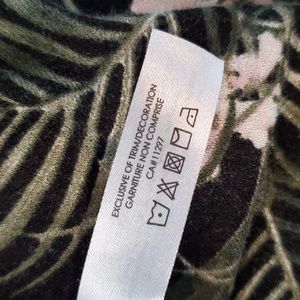 EXCLUSIVE OF TRIM/DECORATION
GARNITURE NON COMPRISE
CA#11297